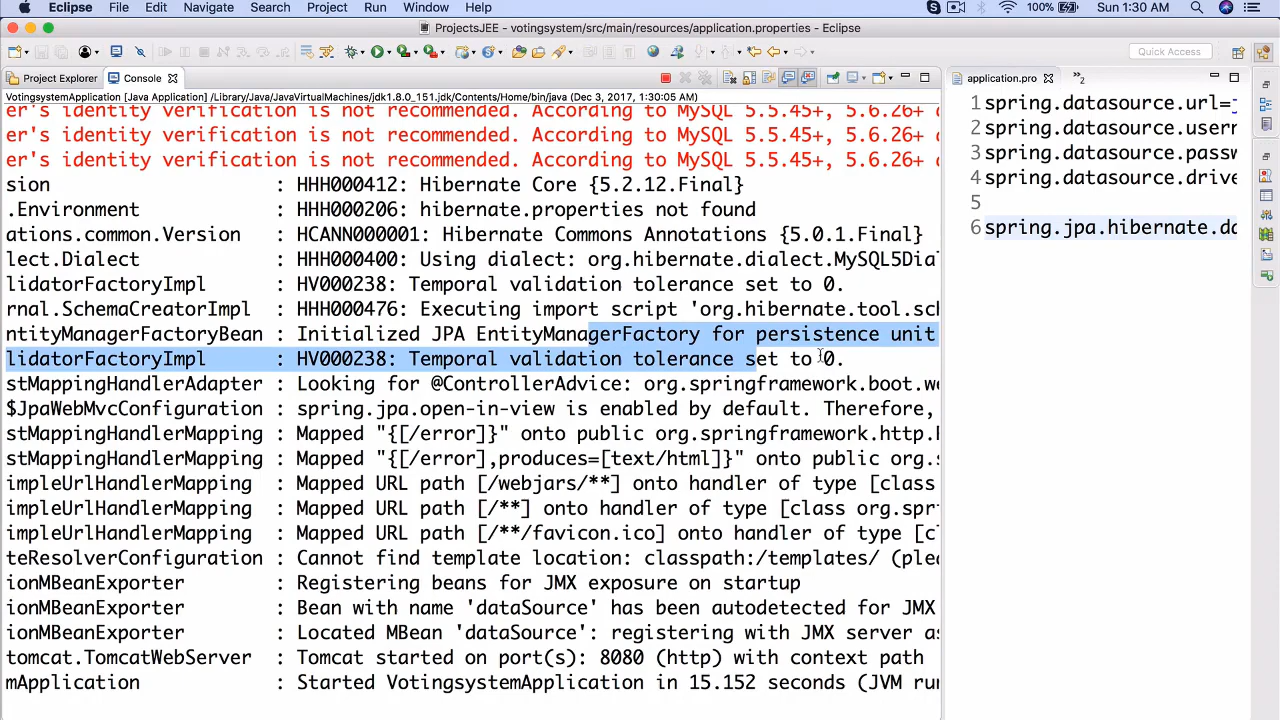 Eclipse File Edit Navigate Search Project Run Window Help 100% Sun 1:30 AM
ProjectsJEE - votingsystem/src/main/resources/application.properties - Eclipse
Quick Access
Project Explorer Console application.pro »2
VotingsystemApplication [Java Application] /Library/Java/JavaVirtualMachines/jdk1.8.0_151.jdk/Contents/Home/bin/java (Dec 3, 2017, 1:30:05 AM)
er's identity verification is not recommended. According to MySQL 5.5.45+, 5.6.26+
er's identity verification is not recommended. According to MySQL 5.5.45+, 5.6.26+
er's identity verification is not recommended. According to MySQL 5.5.45+, 5.6.26+
sion : HHH000412: Hibernate Core {5.2.12.Final}
.Environment : HHH000206: hibernate.properties not found
ations.common.Version : HCANN000001: Hibernate Commons Annotations {5.0.1.Final}
lect.Dialect : HHH000400: Using dialect: org.hibernate.dialect.MySQL5Dial
lidatorFactoryImpl : HV000238: Temporal validation tolerance set to 0.
rnal.SchemaCreatorImpl : HHH000476: Executing import script 'org.hibernate.tool.sch
ntityManagerFactoryBean : Initialized JPA EntityManagerFactory for persistence unit
lidatorFactoryImpl : HV000238: Temporal validation tolerance set to 0.
stMappingHandlerAdapter : Looking for @ControllerAdvice: org.springframework.boot.we
$JpaWebMvcConfiguration : spring.jpa.open-in-view is enabled by default. Therefore,
stMappingHandlerMapping : Mapped "{[/error]}" onto public org.springframework.http.R
stMappingHandlerMapping : Mapped "{[/error],produces=[text/html]}" onto public org.s
impleUrlHandlerMapping : Mapped URL path [/webjars/**] onto handler of type [class
impleUrlHandlerMapping : Mapped URL path [/**] onto handler of type [class org.spri
impleUrlHandlerMapping : Mapped URL path [/**/favicon.ico] onto handler of type [c
teResolverConfiguration : Cannot find template location: classpath:/templates/ (plea
ionMBeanExporter : Registering beans for JMX exposure on startup
ionMBeanExporter : Bean with name 'dataSource' has been autodetected for JMX
ionMBeanExporter : Located MBean 'dataSource': registering with JMX server as
tomcat.TomcatWebServer : Tomcat started on port(s): 8080 (http) with context path
mApplication : Started VotingsystemApplication in 15.152 seconds (JVM run
1 spring.datasource.url=
2 spring.datasource.usern
3 spring.datasource.passw
4 spring.datasource.drive
5
6 spring.jpa.hibernate.dd